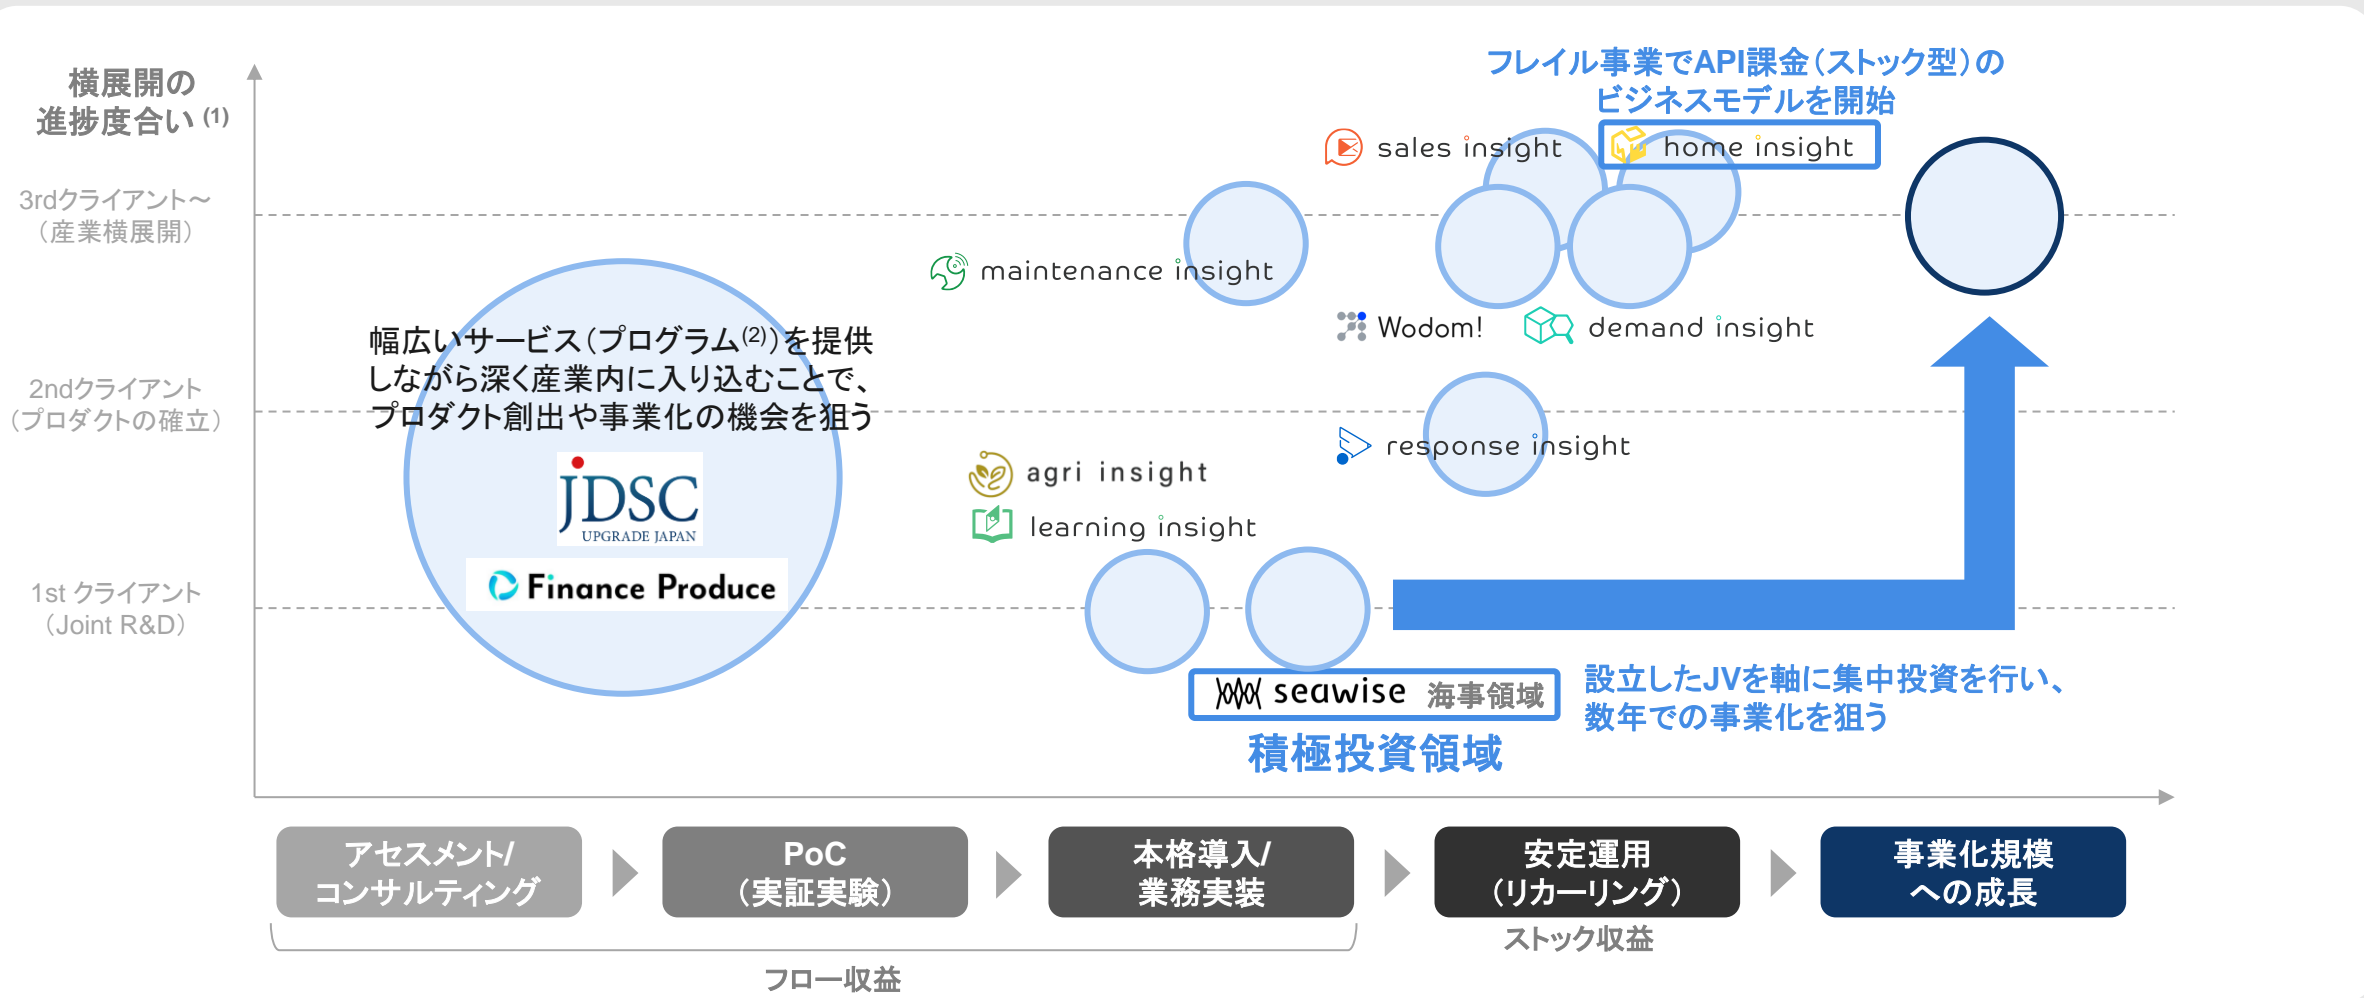 横展開の
進捗度合い (1)
フレイル事業でAPI課金（ストック型）の
ビジネスモデルを開始
sales insight
home insight
3rdクライアント～
（産業横展開）
maintenance insight
Wodom!
demand insight
幅広いサービス（プログラム(2)）を提供
しながら深く産業内に入り込むことで、
プロダクト創出や事業化の機会を狙う
2ndクライアント
（プロダクトの確立）
response insight
agri insight
learning insight
JDSC
UPGRADE JAPAN
Finance Produce
1st クライアント
（Joint R&D）
seawise 海事領域
設立したJVを軸に集中投資を行い、
数年での事業化を狙う
積極投資領域
アセスメント/
コンサルティング
PoC
（実証実験）
本格導入/
業務実装
安定運用
（リカーリング）
事業化規模
への成長
ストック収益
フロー収益